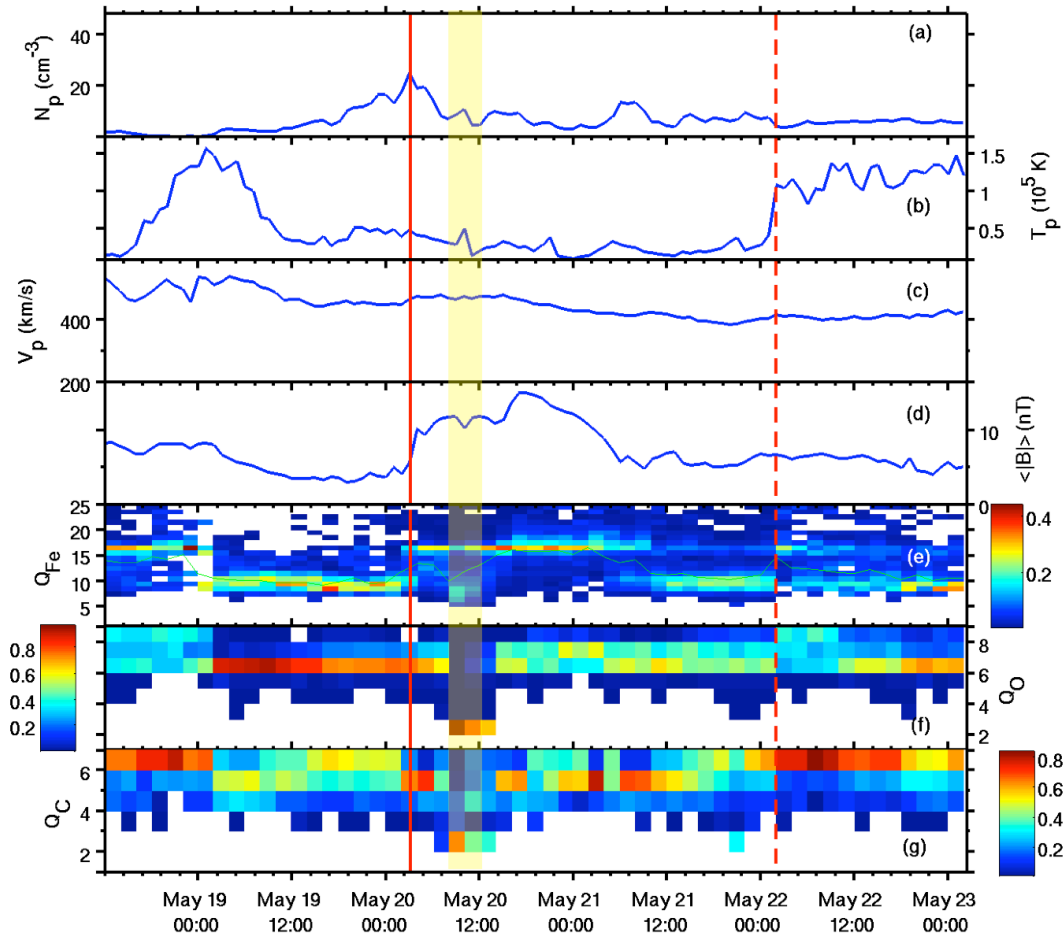 40
20
N_p (cm^-3)
(a)
1.5
1
0.5
T_p (10^5 K)
(b)
400
200
V_p (km/s)
(c)
10
0
<|B|> (nT)
(d)
25
20
15
10
5
Q_Fe
(e)
0.4
0.2
0.8
0.6
0.4
0.2
8
6
4
2
Q_O
(f)
6
4
2
Q_C
(g)
0.8
0.6
0.4
0.2
May 19 May 19 May 20 May 20 May 21 May 21 May 22 May 22 May 23
00:00 12:00 00:00 12:00 00:00 12:00 00:00 12:00 00:00